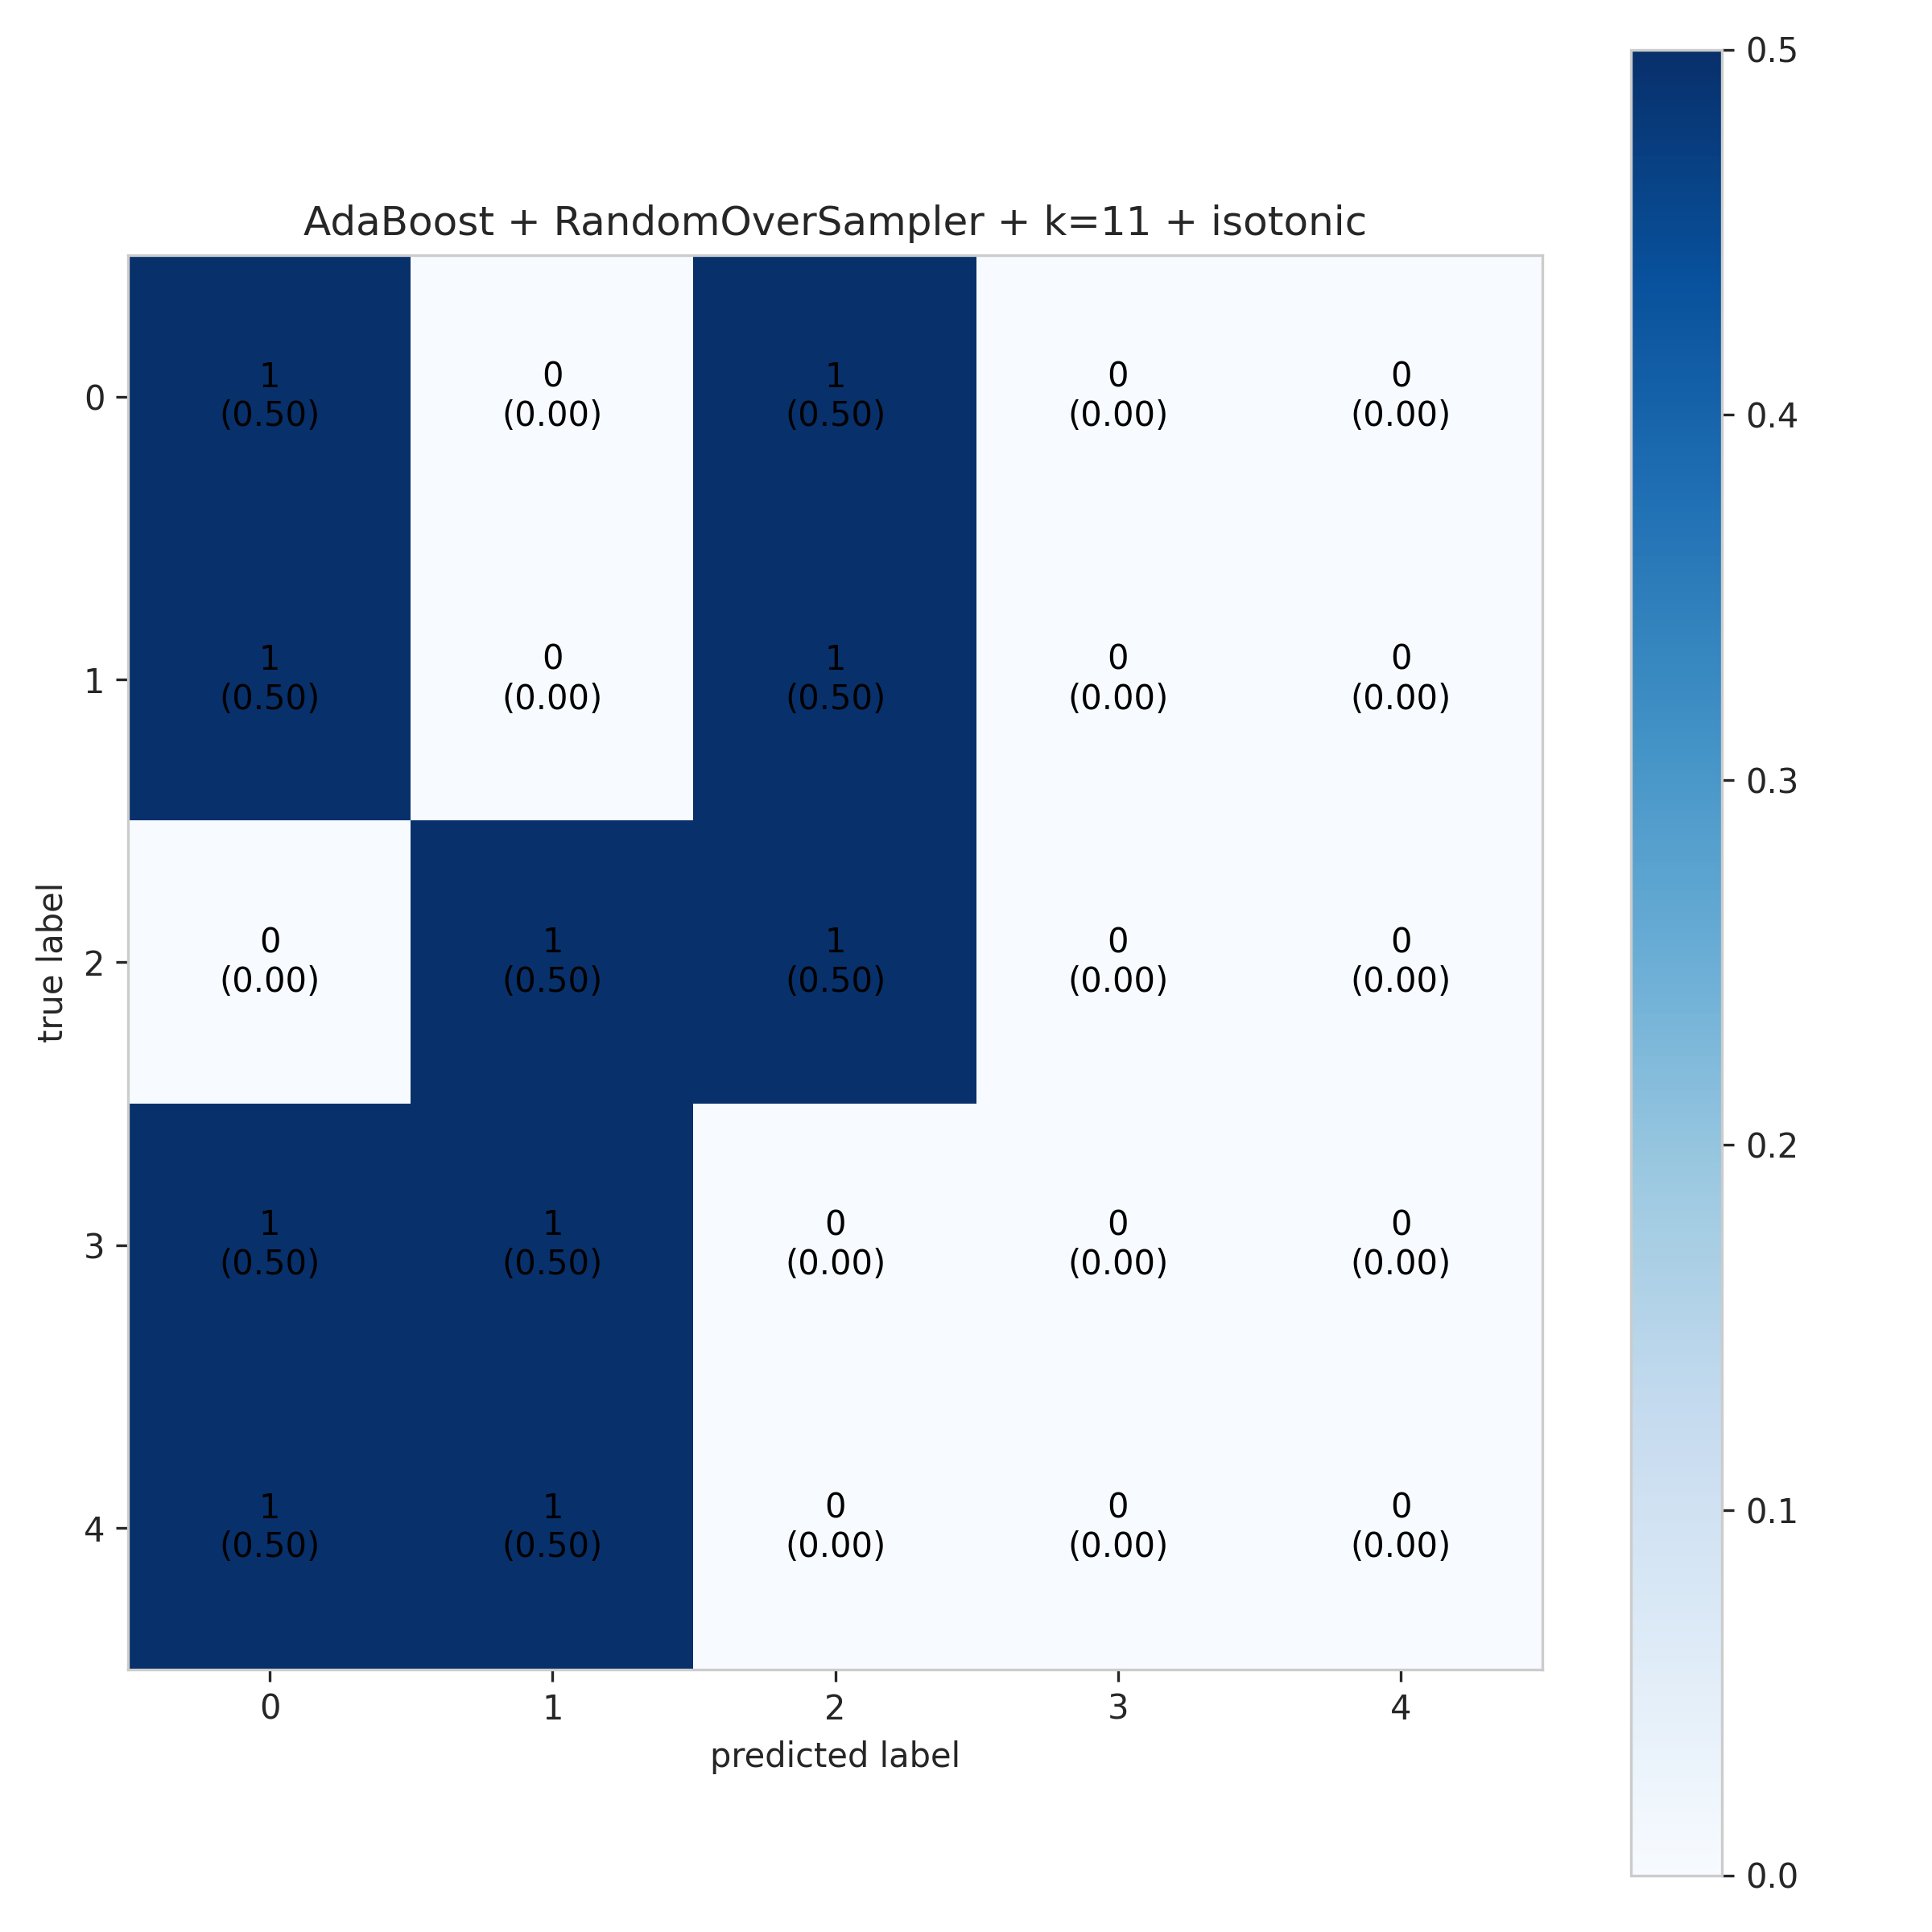 AdaBoost + RandomOverSampler + k=11 + isotonic
0.5
0.4
0.3
0.2
0.1
0.0
true label
0
1
2
3
4
1 0 1 0 0
(0.50) (0.00) (0.50) (0.00) (0.00)
1 0 1 0 0
(0.50) (0.00) (0.50) (0.00) (0.00)
0 1 1 0 0
(0.00) (0.50) (0.50) (0.00) (0.00)
1 1 0 0 0
(0.50) (0.50) (0.00) (0.00) (0.00)
1 1 0 0 0
(0.50) (0.50) (0.00) (0.00) (0.00)
0 1 2 3 4
predicted label